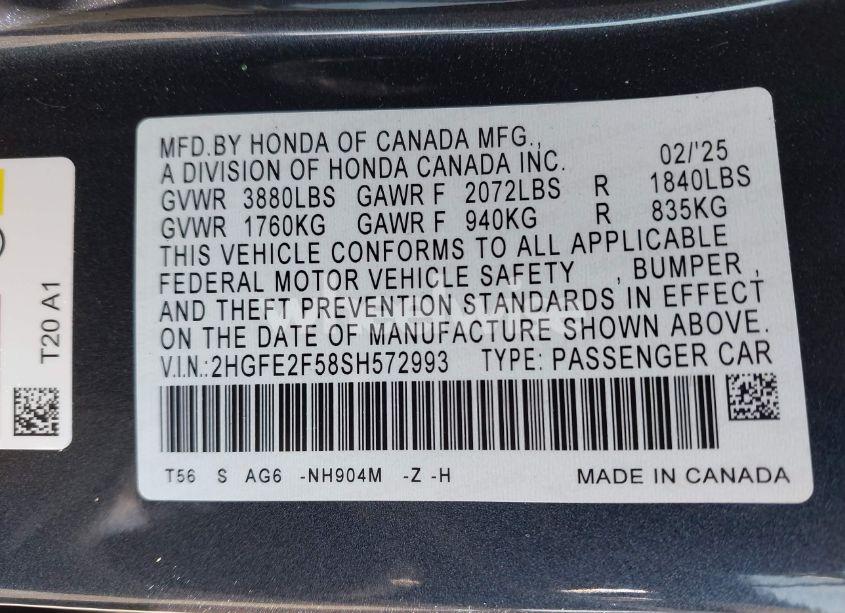 MFD.BY HONDA OF CANADA MFG.,
A DIVISION OF HONDA CANADA INC. 02/'25
GVWR 3880LBS GAWR F 2072LBS R 1840LBS
GVWR 1760KG GAWR F 940KG R 835KG
THIS VEHICLE CONFORMS TO ALL APPLICABLE
FEDERAL MOTOR VEHICLE SAFETY , BUMPER ,
AND THEFT PREVENTION STANDARDS IN EFFECT
ON THE DATE OF MANUFACTURE SHOWN ABOVE.
V.I.N.:2HGFE2F58SH572993 TYPE: PASSENGER CAR
T56 S AG6 -NH904M -Z -H MADE IN CANADA
T20 A1